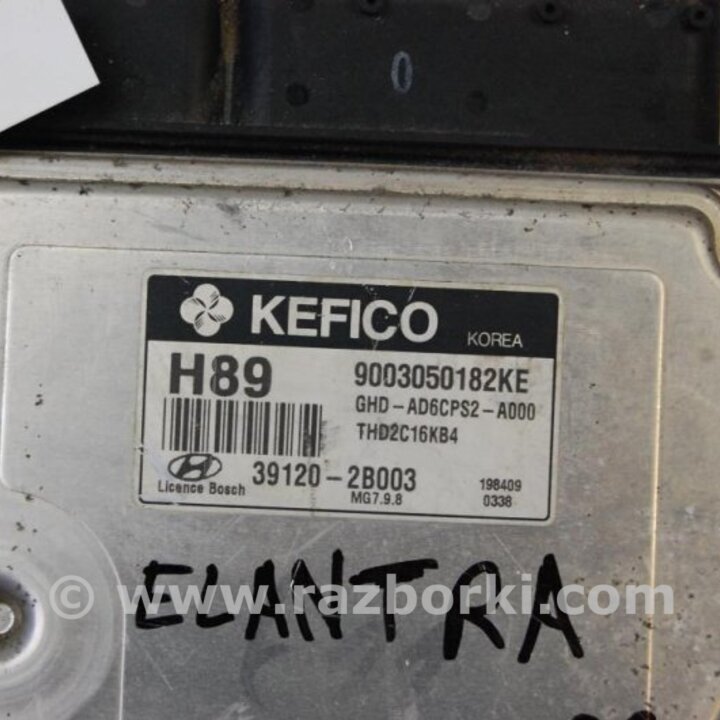 0
KEFICO KOREA
H89 9003050182KE
GHD-AD6CPS2-A000
THD2C16KB4
39120-2B003 198409
Licence Bosch MG7.9.8 0338
ELANTRA
© www.razborki.com